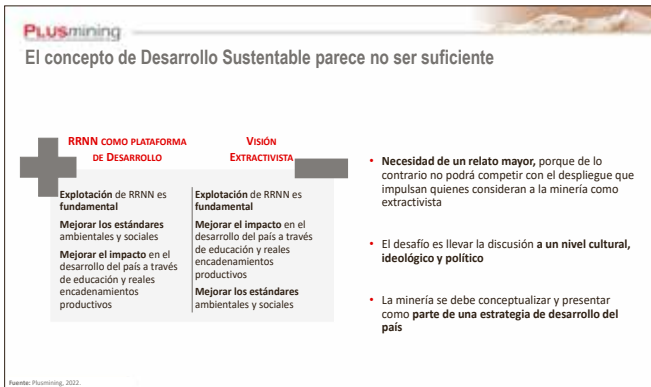 PLUSmining
El concepto de Desarrollo Sustentable parece no ser suficiente
RRNN COMO PLATAFORMA
DE DESARROLLO
Explotación de RRNN es
fundamental
Mejorar los estándares
ambientales y sociales
Mejorar el impacto en el
desarrollo del país a través
de educación y reales
encadenamientos
productivos
VISIÓN
EXTRACTIVISTA
Explotación de RRNN es
fundamental
Mejorar el impacto en el
desarrollo del país a través
de educación y reales
encadenamientos
productivos
Mejorar los estándares
ambientales y sociales
• Necesidad de un relato mayor, porque de lo
contrario no podrá competir con el despliegue que
impulsan quienes consideran a la minería como
extractivista
• El desafío es llevar la discusión a un nivel cultural,
ideológico y político
• La minería se debe conceptualizar y presentar
como parte de una estrategia de desarrollo del
país
Fuente: Plusmining, 2022.